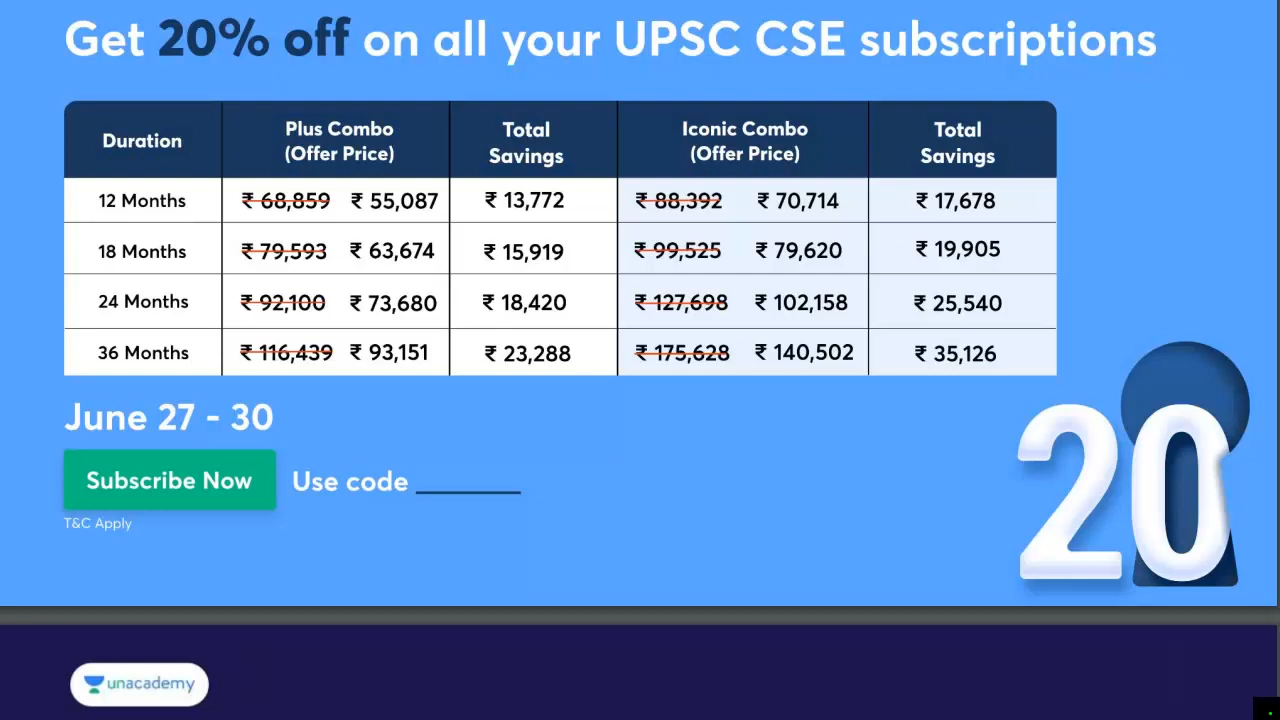 Get 20% off on all your UPSC CSE subscriptions
Duration Plus Combo (Offer Price) Total Savings Iconic Combo (Offer Price) Total Savings
12 Months ₹ 68,859 ₹ 55,087 ₹ 13,772 ₹ 88,392 ₹ 70,714 ₹ 17,678
18 Months ₹ 79,593 ₹ 63,674 ₹ 15,919 ₹ 99,525 ₹ 79,620 ₹ 19,905
24 Months ₹ 92,100 ₹ 73,680 ₹ 18,420 ₹ 127,698 ₹ 102,158 ₹ 25,540
36 Months ₹ 116,439 ₹ 93,151 ₹ 23,288 ₹ 175,628 ₹ 140,502 ₹ 35,126
June 27 - 30
Subscribe Now Use code ________
T&C Apply
20
unacademy